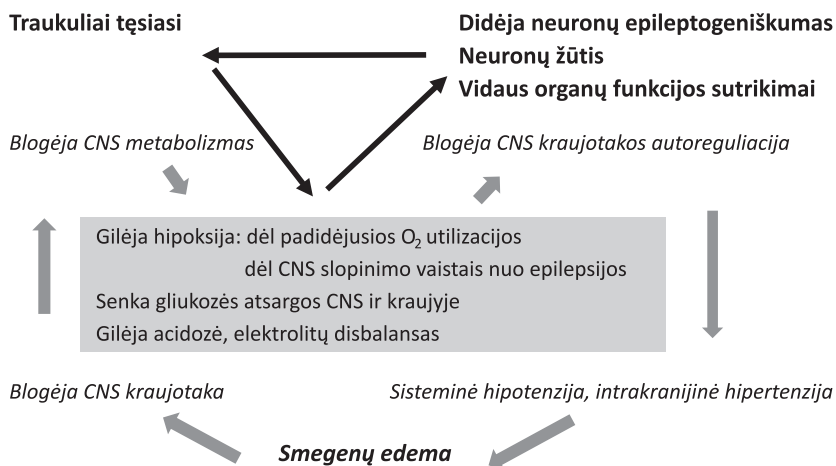 Traukuliai tęsiasi
Didėja neuronų epileptogeniškumas
Neuronų žūtis
Vidaus organų funkcijos sutrikimai
Blogėja CNS metabolizmas
Blogėja CNS kraujotakos autoreguliacija
Gilėja hipoksija: dėl padidėjusios O₂ utilizacijos
dėl CNS slopinimo vaistais nuo epilepsijos
Senka gliukozės atsargos CNS ir kraujyje
Gilėja acidozė, elektrolitų disbalansas
Blogėja CNS kraujotaka
Sisteminė hipotenzija, intrakranijinė hipertenzija
Smegenų edema